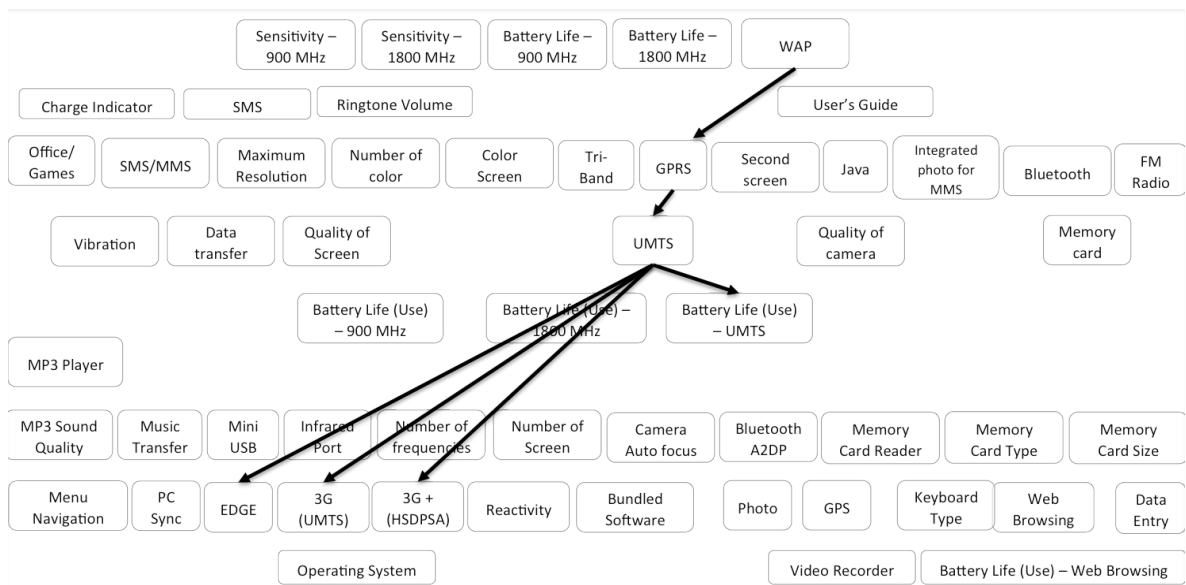 Sensitivity –
900 MHz
Sensitivity –
1800 MHz
Battery Life –
900 MHz
Battery Life –
1800 MHz
WAP
Charge Indicator
SMS
Ringtone Volume
User's Guide
Office/
Games
SMS/MMS
Maximum
Resolution
Number of
color
Color
Screen
Tri-
Band
GPRS
Second
screen
Java
Integrated
photo for
MMS
Bluetooth
FM
Radio
Vibration
Data
transfer
Quality of
Screen
UMTS
Quality of
camera
Memory
card
Battery Life (Use)
– 900 MHz
Battery Life (Use) –
1800 MHz
Battery Life (Use)
– UMTS
MP3 Player
MP3 Sound
Quality
Music
Transfer
Mini
USB
Infrared
Port
Number of
frequencies
Number of
Screen
Camera
Auto focus
Bluetooth
A2DP
Memory
Card Reader
Memory
Card Type
Memory
Card Size
Menu
Navigation
PC
Sync
EDGE
3G
(UMTS)
3G +
(HSDPSA)
Reactivity
Bundled
Software
Photo
GPS
Keyboard
Type
Web
Browsing
Data
Entry
Operating System
Video Recorder
Battery Life (Use) – Web Browsing